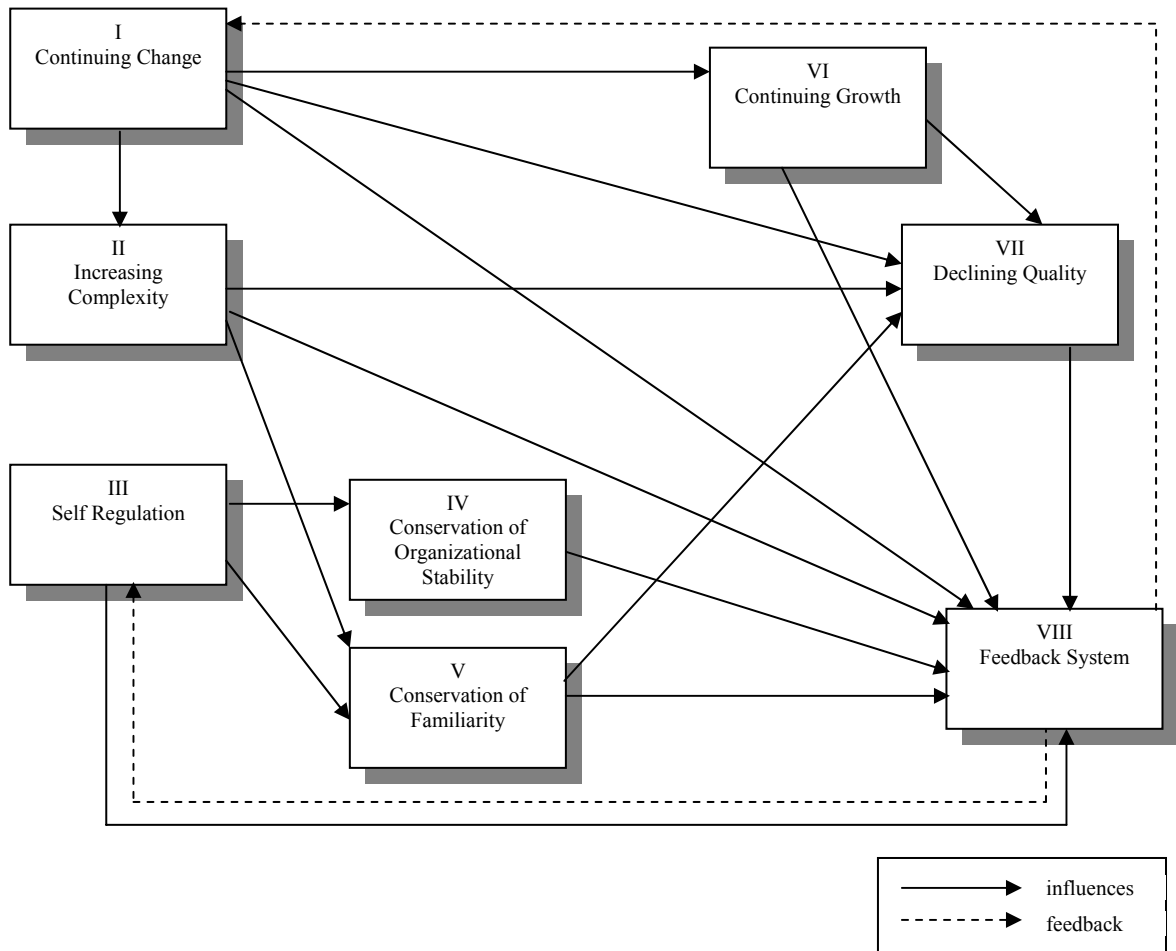 I
Continuing Change
VI
Continuing Growth
II
Increasing
Complexity
VII
Declining Quality
III
Self Regulation
IV
Conservation of
Organizational
Stability
V
Conservation of
Familiarity
VIII
Feedback System
influences
feedback